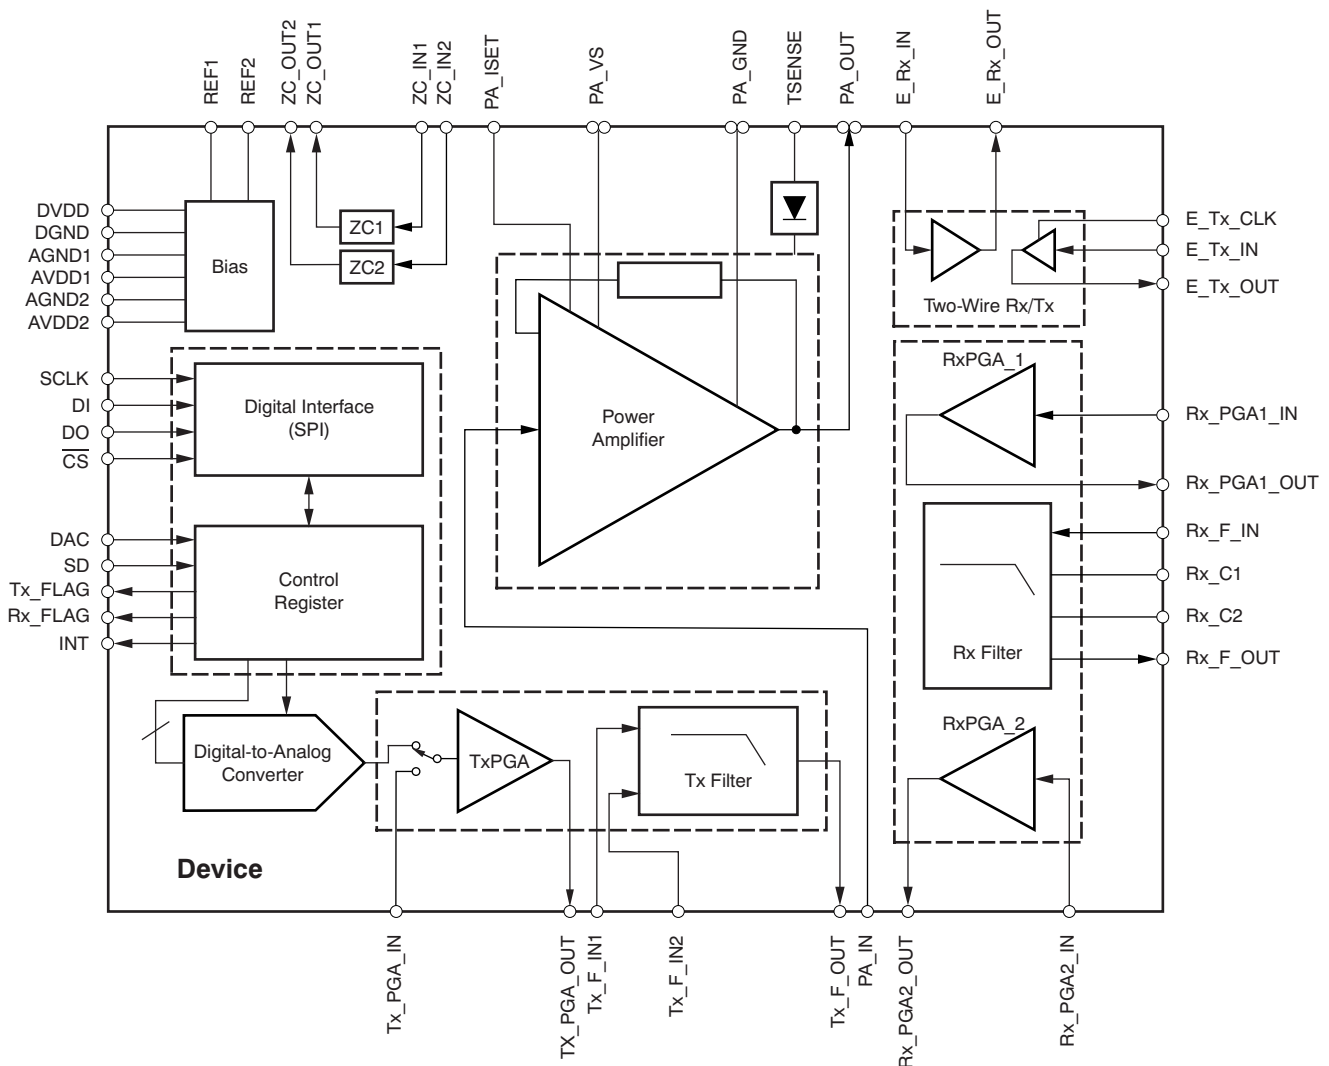 REF1
REF2
ZC_OUT2
ZC_OUT1
ZC_IN1
ZC_IN2
PA_ISET
PA_VS
PA_GND
TSENSE
PA_OUT
E_Rx_IN
E_Rx_OUT
DVDD
DGND
AGND1
AVDD1
AGND2
AVDD2
Bias
ZC1
ZC2
Two-Wire Rx/Tx
E_Tx_CLK
E_Tx_IN
E_Tx_OUT
SCLK
DI
DO
CS
Digital Interface
(SPI)
Power
Amplifier
RxPGA_1
Rx_PGA1_IN
Rx_PGA1_OUT
DAC
SD
Tx_FLAG
Rx_FLAG
INT
Control
Register
Rx Filter
Rx_F_IN
Rx_C1
Rx_C2
Rx_F_OUT
Digital-to-Analog
Converter
TxPGA
Tx Filter
RxPGA_2
Device
Tx_PGA_IN
TX_PGA_OUT
Tx_F_IN1
Tx_F_IN2
Tx_F_OUT
PA_IN
Rx_PGA2_OUT
Rx_PGA2_IN